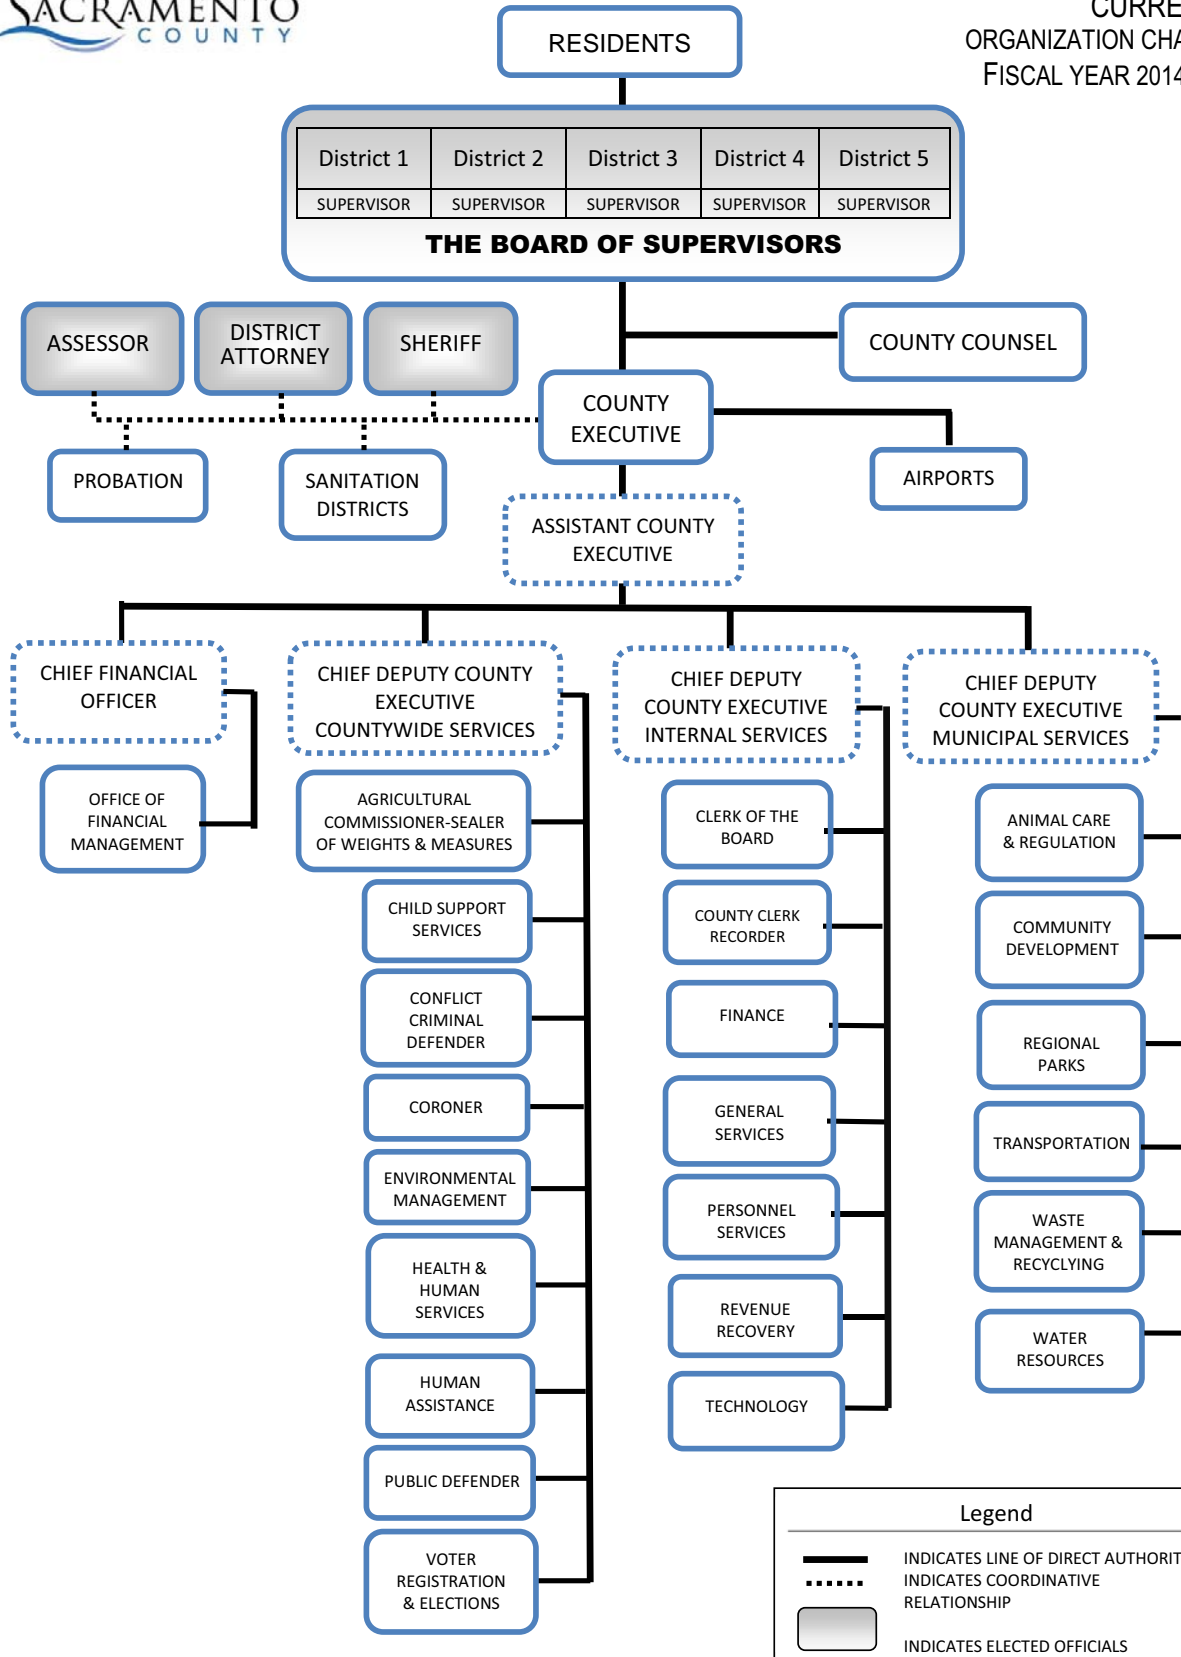 SACRAMENTO
COUNTY
CURRE
ORGANIZATION CHA
FISCAL YEAR 2014
RESIDENTS
District 1 District 2 District 3 District 4 District 5
SUPERVISOR SUPERVISOR SUPERVISOR SUPERVISOR SUPERVISOR
THE BOARD OF SUPERVISORS
ASSESSOR
DISTRICT
ATTORNEY
SHERIFF
COUNTY COUNSEL
COUNTY
EXECUTIVE
PROBATION
SANITATION
DISTRICTS
AIRPORTS
ASSISTANT COUNTY
EXECUTIVE
CHIEF FINANCIAL
OFFICER
CHIEF DEPUTY COUNTY
EXECUTIVE
COUNTYWIDE SERVICES
CHIEF DEPUTY
COUNTY EXECUTIVE
INTERNAL SERVICES
CHIEF DEPUTY
COUNTY EXECUTIVE
MUNICIPAL SERVICES
OFFICE OF
FINANCIAL
MANAGEMENT
AGRICULTURAL
COMMISSIONER-SEALER
OF WEIGHTS & MEASURES
CHILD SUPPORT
SERVICES
CONFLICT
CRIMINAL
DEFENDER
CORONER
ENVIRONMENTAL
MANAGEMENT
HEALTH &
HUMAN
SERVICES
HUMAN
ASSISTANCE
PUBLIC DEFENDER
VOTER
REGISTRATION
& ELECTIONS
CLERK OF THE
BOARD
COUNTY CLERK
RECORDER
FINANCE
GENERAL
SERVICES
PERSONNEL
SERVICES
REVENUE
RECOVERY
TECHNOLOGY
ANIMAL CARE
& REGULATION
COMMUNITY
DEVELOPMENT
REGIONAL
PARKS
TRANSPORTATION
WASTE
MANAGEMENT &
RECYCLYING
WATER
RESOURCES
Legend
INDICATES LINE OF DIRECT AUTHORIT
INDICATES COORDINATIVE
RELATIONSHIP
INDICATES ELECTED OFFICIALS